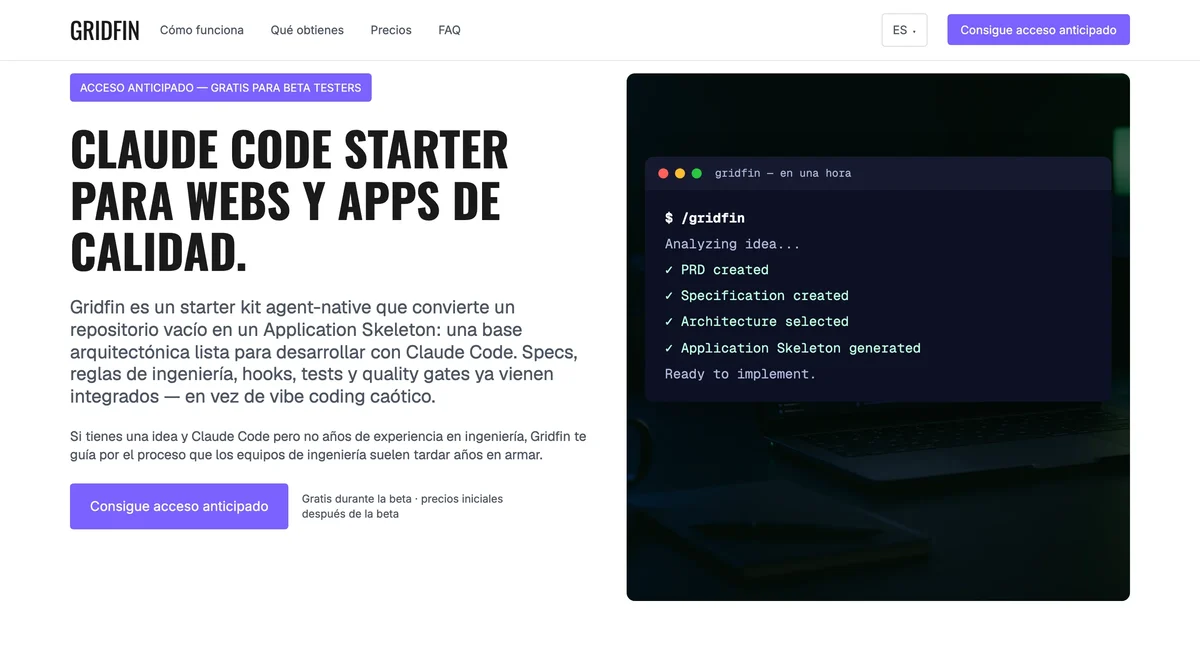 GRIDFIN
Cómo funciona
Qué obtienes
Precios
FAQ
ES
Consigue acceso anticipado
ACCESO ANTICIPADO — GRATIS PARA BETA TESTERS
CLAUDE CODE STARTER
PARA WEBS Y APPS DE
CALIDAD.
Gridfin es un starter kit agent-native que convierte un
repositorio vacío en un Application Skeleton: una base
arquitectónica lista para desarrollar con Claude Code. Specs,
reglas de ingeniería, hooks, tests y quality gates ya vienen
integrados — en vez de vibe coding caótico.
Si tienes una idea y Claude Code pero no años de experiencia en ingeniería, Gridfin te
guía por el proceso que los equipos de ingeniería suelen tardar años en armar.
Consigue acceso anticipado
Gratis durante la beta · precios iniciales
después de la beta
gridfin — en una hora
$ /gridfin
Analyzing idea...
✓ PRD created
✓ Specification created
✓ Architecture selected
✓ Application Skeleton generated
Ready to implement.